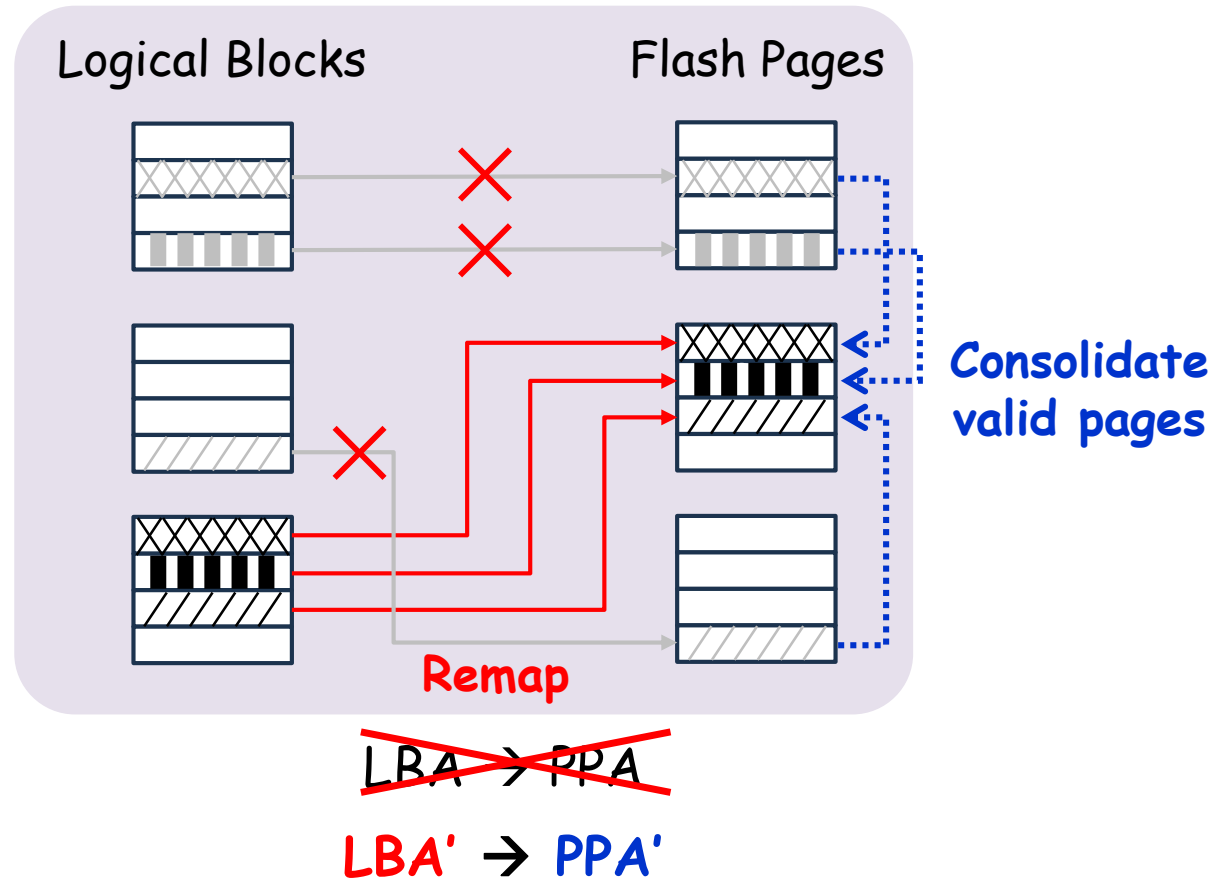 Logical Blocks
Flash Pages
Consolidate
valid pages
Remap
LBA → PPA
LBA' → PPA'